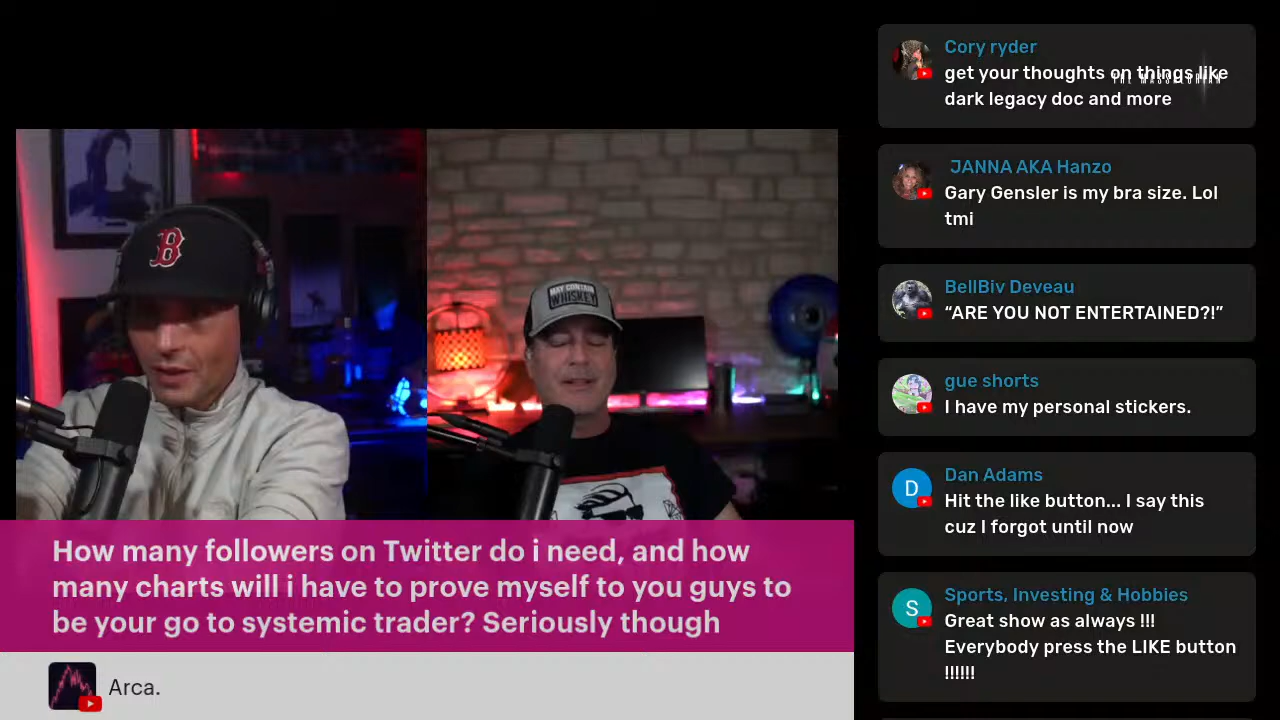 B
MAY CONTAIN
WHISKEY
How many followers on Twitter do i need, and how
many charts will i have to prove myself to you guys to
be your go to systemic trader? Seriously though
Arca.
Cory ryder
get your thoughts on things like
dark legacy doc and more
JANNA AKA Hanzo
Gary Gensler is my bra size. Lol
tmi
BellBiv Deveau
“ARE YOU NOT ENTERTAINED?!”
gue shorts
I have my personal stickers.
D
Dan Adams
Hit the like button... I say this
cuz I forgot until now
S
Sports, Investing & Hobbies
Great show as always !!!
Everybody press the LIKE button
!!!!!!